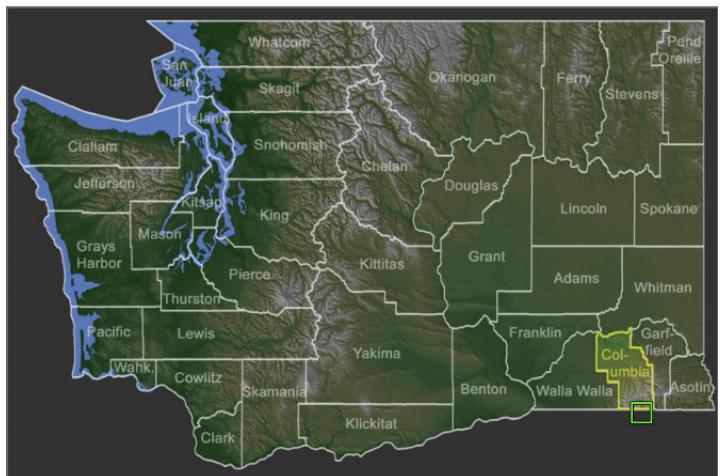 Whatcom
San
Juan
Skagit
Island
Okanogan
Ferry
Stevens
Pend
Oreille
Clallam
Snohomish
Chelan
Jefferson
Kitsap
Douglas
King
Lincoln
Spokane
Grays
Harbor
Mason
Grant
Kittitas
Pierce
Adams
Whitman
Thurston
Pacific
Lewis
Franklin
Garf-
field
Yakima
Col-
umbia
Wahk.
Cowlitz
Skamania
Benton
Walla Walla
Asotin
Klickitat
Clark